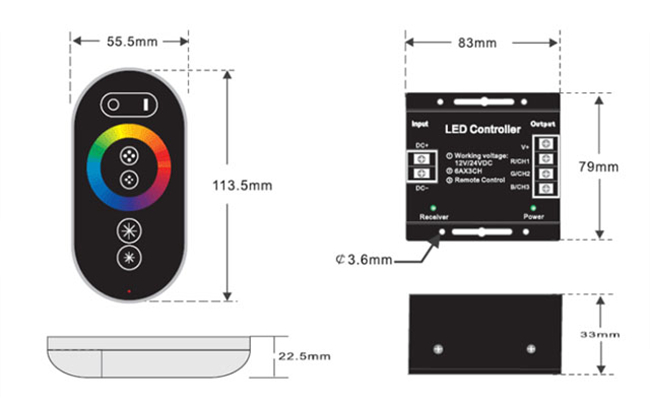 55.5mm
113.5mm
22.5mm
83mm
Input
Output
LED Controller
DC+
V+
① Working voltage:
12V/24VDC
R/CH1
② 6AX3CH
G/CH2
③ Remote Control
DC-
B/CH3
Receiver
Power
79mm
¢3.6mm
33mm